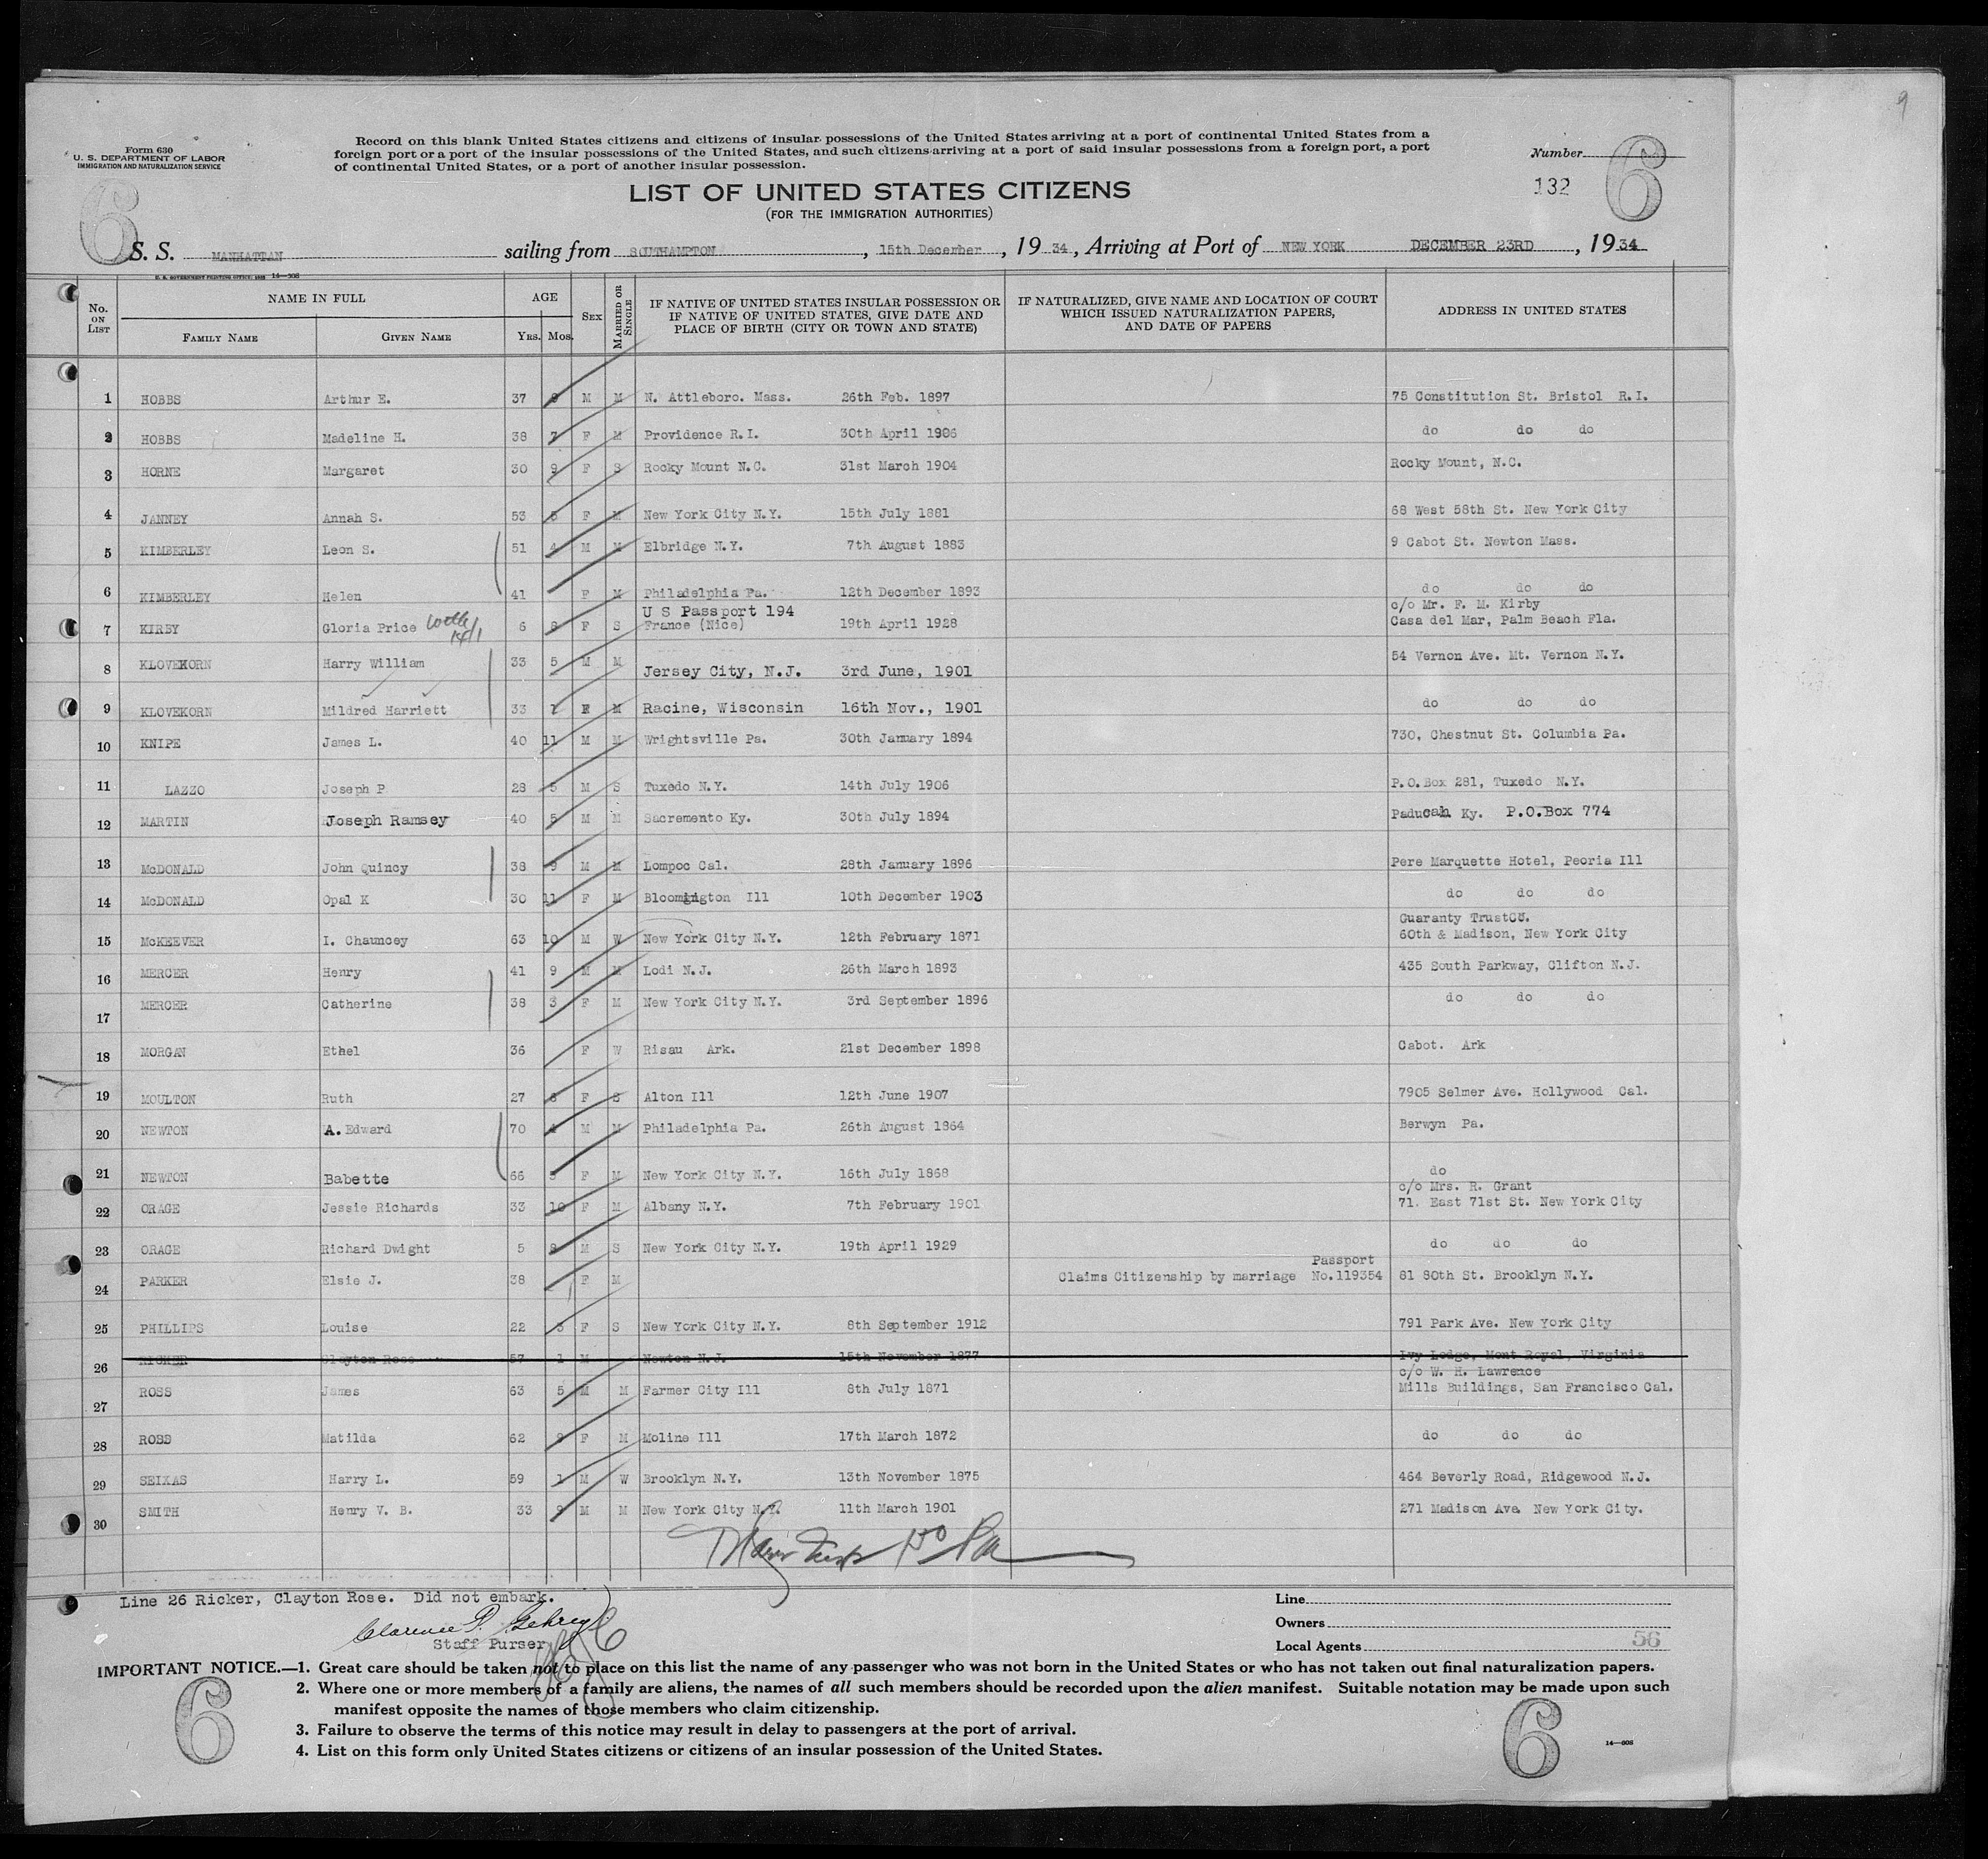 9
Form 630
U. S. DEPARTMENT OF LABOR
IMMIGRATION AND NATURALIZATION SERVICE
Record on this blank United States citizens and citizens of insular possessions of the United States arriving at a port of continental United States from a
foreign port or a port of the insular possessions of the United States, and such citizens arriving at a port of said insular possessions from a foreign port, a port
of continental United States, or a port of another insular possession.
Number
6 132 6
LIST OF UNITED STATES CITIZENS
(FOR THE IMMIGRATION AUTHORITIES)
S. S. MANHATTAN sailing from SOUTHAMPTON, 15th December, 1934, Arriving at Port of NEW YORK DECEMBER 23RD, 1934
U. S. GOVERNMENT PRINTING OFFICE: 14—508
No. ON LIST NAME IN FULL AGE SEX MARRIED OR SINGLE IF NATIVE OF UNITED STATES INSULAR POSSESSION OR IF NATIVE OF UNITED STATES, GIVE DATE AND PLACE OF BIRTH (CITY OR TOWN AND STATE) IF NATURALIZED, GIVE NAME AND LOCATION OF COURT WHICH ISSUED NATURALIZATION PAPERS, AND DATE OF PAPERS ADDRESS IN UNITED STATES
FAMILY NAME GIVEN NAME YRS. MOS.
1 HOBBS Arthur E. 37 9 M M N. Attleboro. Mass. 26th Feb. 1897 75 Constitution St. Bristol R.I.
2 HOBBS Madeline H. 38 7 F M Providence R.I. 30th April 1906 do do do
3 HORNE Margaret 30 9 F S Rocky Mount N.C. 31st March 1904 Rocky Mount, N.C.
4 JANNEY Annah S. 53 5 F M New York City N.Y. 15th July 1881 68 West 58th St. New York City
5 KIMBERLEY Leon S. 51 4 M M Elbridge N.Y. 7th August 1883 9 Cabot St. Newton Mass.
6 KIMBERLEY Helen 41 F M Philadelphia Pa. 12th December 1893 do do do
U S Passport 194 c/o Mr. F. M. Kirby
7 KIRBY Gloria Price 6 8 F S France (Nice) 19th April 1928 Casa del Mar, Palm Beach Fla.
8 KLOVEKORN Harry William 33 5 M M Jersey City, N.J. 3rd June, 1901 54 Vernon Ave. Mt. Vernon N.Y.
9 KLOVEKORN Mildred Harriett 33 1 F M Racine, Wisconsin 16th Nov., 1901 do do do
10 KNIPE James L. 40 11 M M Wrightsville Pa. 30th January 1894 730, Chestnut St. Columbia Pa.
11 LAZZO Joseph P 28 5 M S Tuxedo N.Y. 14th July 1906 P.O.Box 281, Tuxedo N.Y.
12 MARTIN Joseph Ramsey 40 5 M M Sacremento Ky. 30th July 1894 Paducah Ky. P.O.Box 774
13 McDONALD John Quincy 38 9 M M Lompoc Cal. 28th January 1896 Pere Marquette Hotel, Peoria Ill
14 McDONALD Opal K 30 11 F M Bloomington Ill 10th December 1903 do do do
Guaranty TrustCo.
15 McKEEVER I. Chauncey 63 10 M W New York City N.Y. 12th February 1871 60th & Madison, New York City
16 MERCER Henry 41 9 M M Lodi N.J. 26th March 1893 435 South Parkway, Clifton N.J.
17 MERCER Catherine 38 3 F M New York City N.Y. 3rd September 1896 do do do
18 MORGAN Ethel 36 F W Risau Ark. 21st December 1898 Cabot. Ark
19 MOULTON Ruth 27 6 F S Alton Ill 12th June 1907 7905 Selmer Ave. Hollywood Cal.
20 NEWTON A. Edward 70 4 M M Philadelphia Pa. 26th August 1864 Berwyn Pa.
21 NEWTON Babette 66 5 F M New York City N.Y. 16th July 1868 do
c/o Mrs. R. Grant
22 ORAGE Jessie Richards 33 10 F M Albany N.Y. 7th February 1901 71. East 71st St. New York City
23 ORAGE Richard Dwight 5 8 M S New York City N.Y. 19th April 1929 do do do
Passport
24 PARKER Elsie J. 38 F M Claims Citizenship by marriage No.119354 81 80th St. Brooklyn N.Y.
25 PHILLIPS Louise 22 3 F S New York City N.Y. 8th September 1912 791 Park Ave. New York City
26 RICKER Clayton Rose 57 1 M Newton N.J. 15th November 1877 Ivy Lodge, Mont Royal, Virginia
c/o W. H. Lawrence
27 ROSS James 63 5 M M Farmer City Ill 8th July 1871 Mills Buildings, San Francisco Cal.
28 ROBB Matilda 62 9 F M Moline Ill 17th March 1872 do do do
29 SEIXAS Harry L. 59 1 M W Brooklyn N.Y. 13th November 1875 464 Beverly Road, Ridgewood N.J.
30 SMITH Henry V. B. 33 9 M M New York City N.Y. 11th March 1901 271 Madison Ave New York City.
Line 26 Ricker, Clayton Rose. Did not embark.
Clarence P. Gehrey
Staff Purser
Line
Owners
Local Agents 56
IMPORTANT NOTICE.—1. Great care should be taken not to place on this list the name of any passenger who was not born in the United States or who has not taken out final naturalization papers.
2. Where one or more members of a family are aliens, the names of all such members should be recorded upon the alien manifest. Suitable notation may be made upon such
manifest opposite the names of those members who claim citizenship.
3. Failure to observe the terms of this notice may result in delay to passengers at the port of arrival.
4. List on this form only United States citizens or citizens of an insular possession of the United States.
6 6
14—508